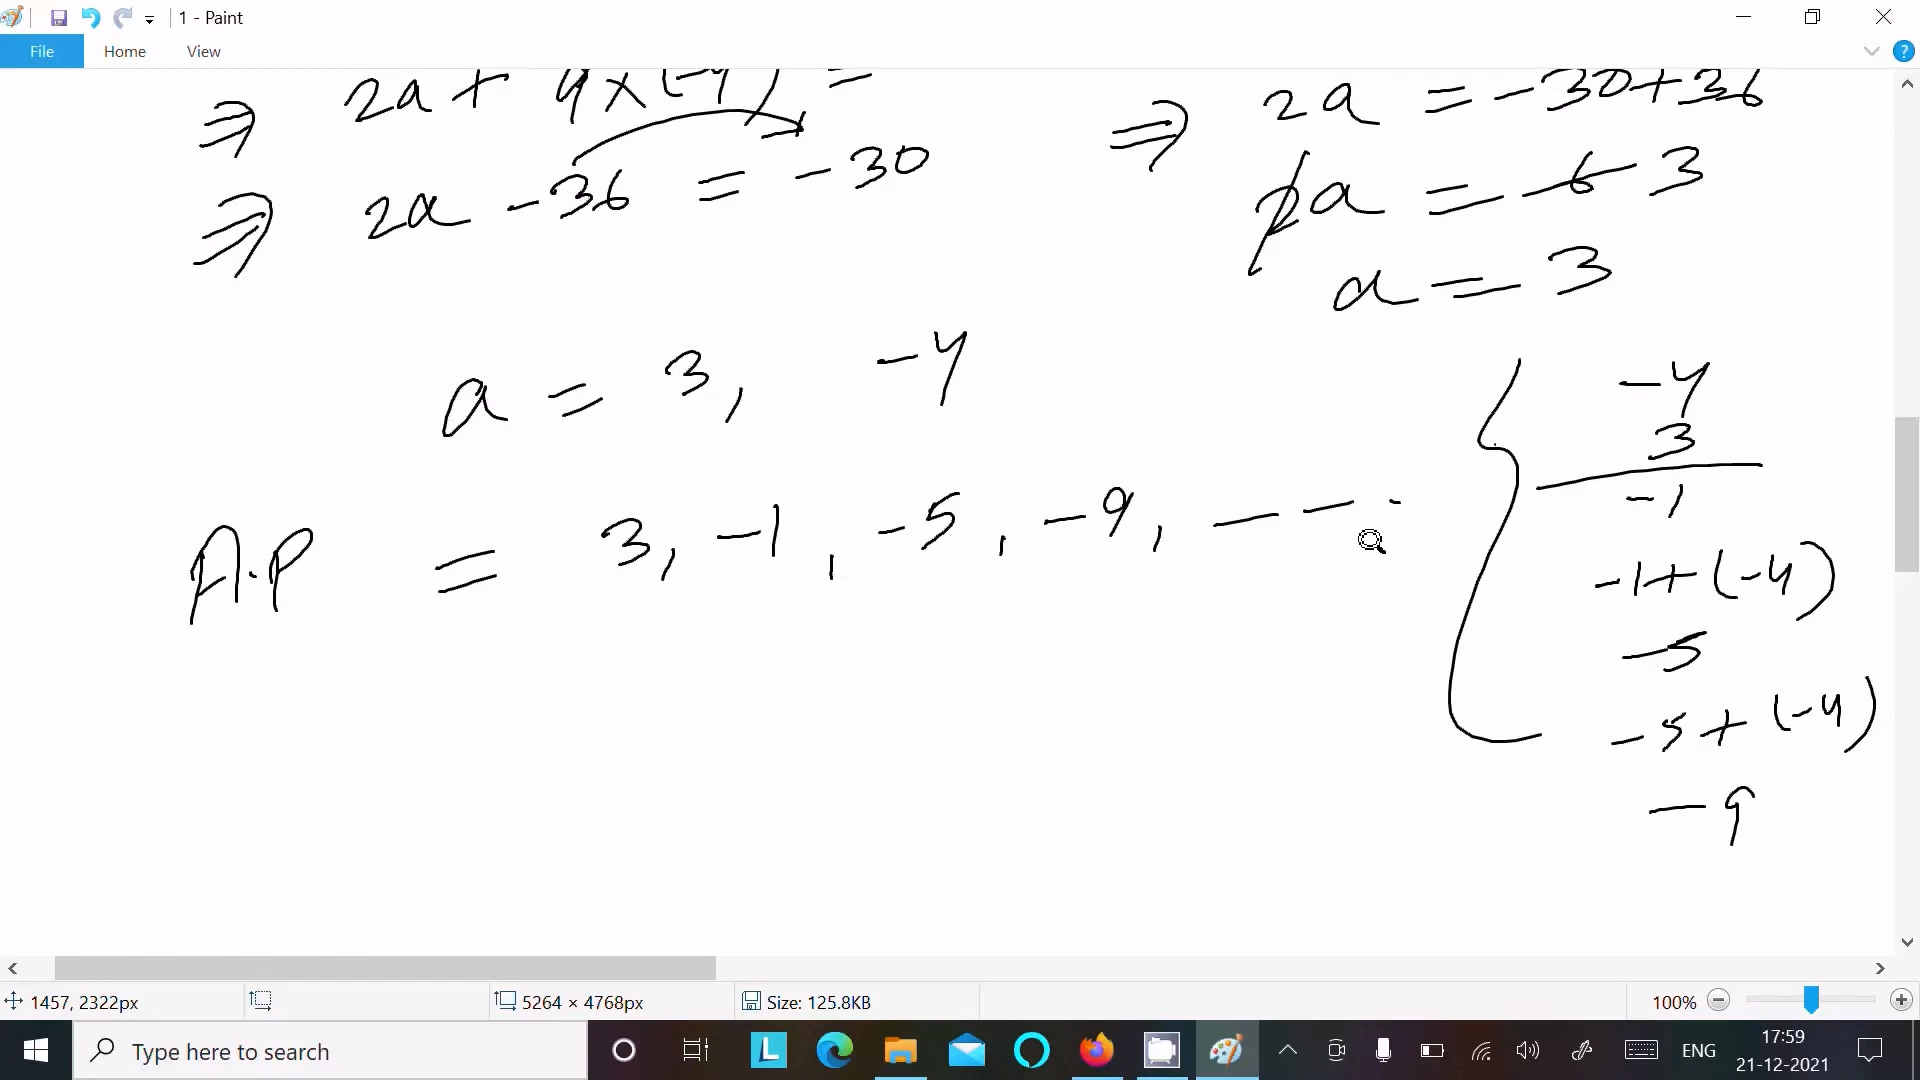 1 - Paint
File Home View
⇒ 2a + 9×(-4) =
⇒ 2a - 36 = -30
⇒ 2a = -30+36
2a = 6 3
a = 3
a = 3, -4
A.P = 3, -1, -5, -9, — — -
-4
3
-1
-1+(-4)
-5
-5+(-4)
-9
1457, 2322px 5264 × 4768px Size: 125.8KB 100%
Type here to search
L
ENG
17:59
21-12-2021